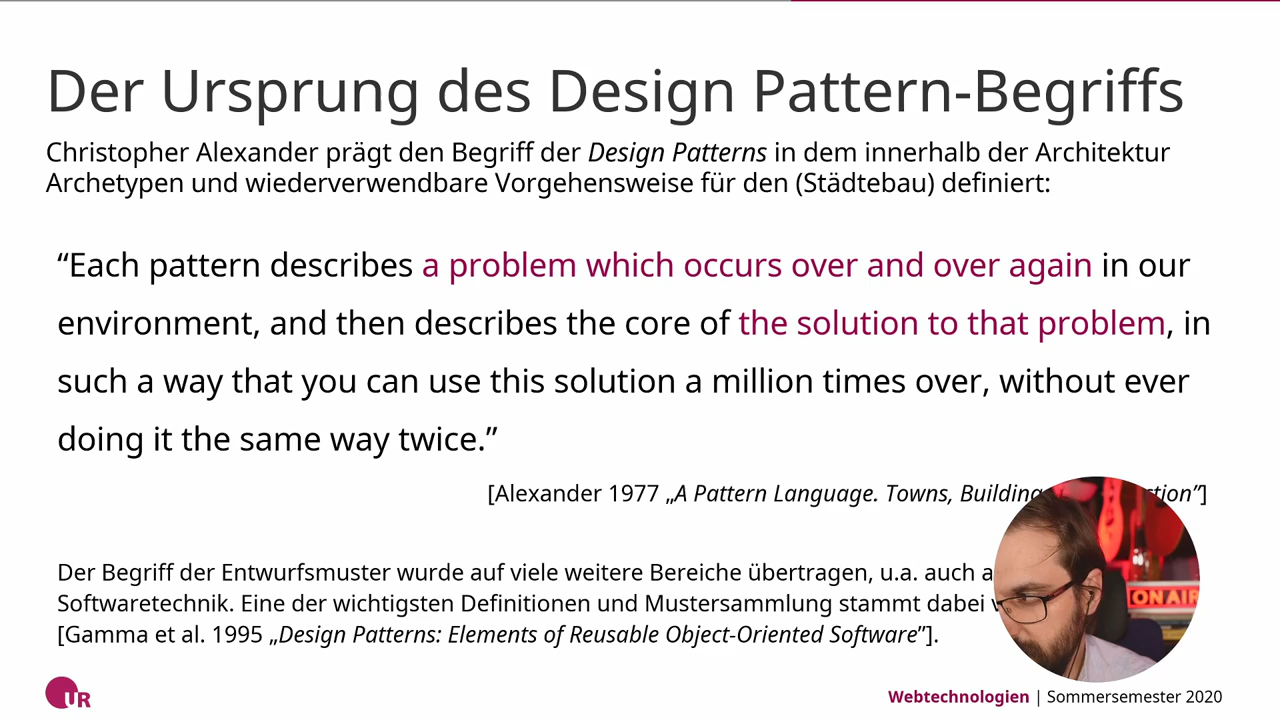 Der Ursprung des Design Pattern-Begriffs
Christopher Alexander prägt den Begriff der Design Patterns in dem innerhalb der Architektur
Archetypen und wiederverwendbare Vorgehensweise für den (Städtebau) definiert:
“Each pattern describes a problem which occurs over and over again in our
environment, and then describes the core of the solution to that problem, in
such a way that you can use this solution a million times over, without ever
doing it the same way twice.”
[Alexander 1977 „A Pattern Language. Towns, Building
Der Begriff der Entwurfsmuster wurde auf viele weitere Bereiche übertragen, u.a. auch
Softwaretechnik. Eine der wichtigsten Definitionen und Mustersammlung stammt dabei
[Gamma et al. 1995 „Design Patterns: Elements of Reusable Object-Oriented Software”].
ON AIR
UR
Webtechnologien | Sommersemester 2020